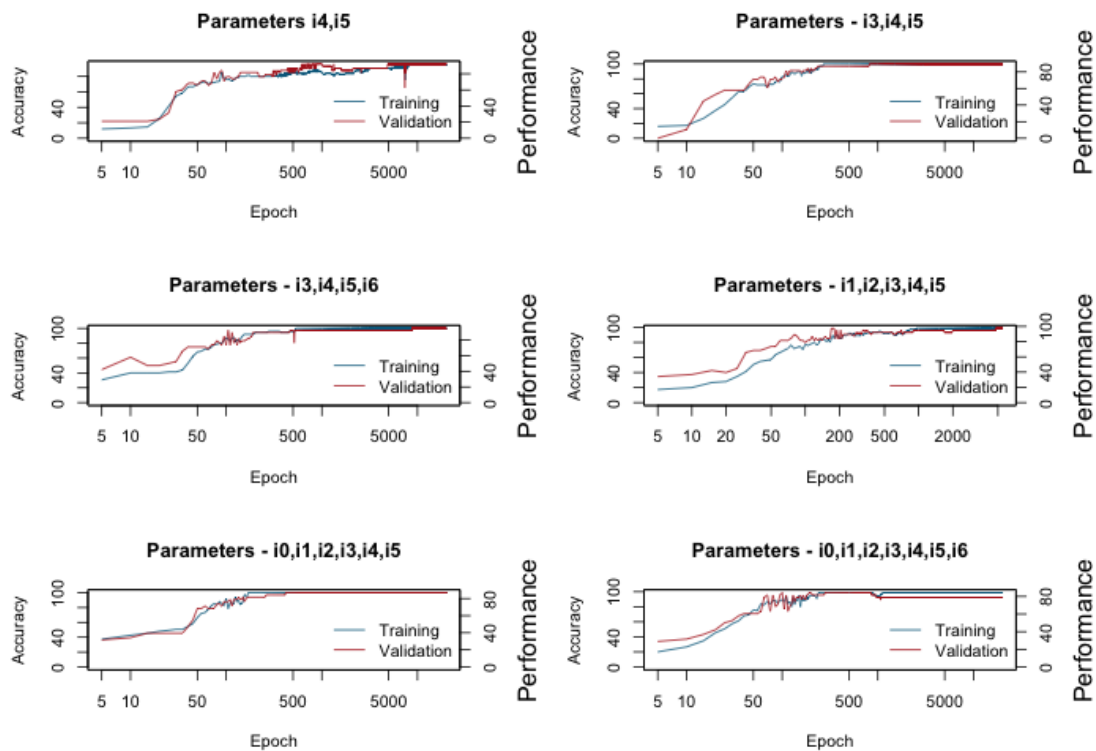 Parameters i4,i5
Accuracy
0
40
5
10
50
500
5000
Epoch
0
40
Performance
Training
Validation
Parameters - i3,i4,i5
Accuracy
0
40
100
5
10
50
500
5000
Epoch
0
40
80
Performance
Training
Validation
Parameters - i3,i4,i5,i6
Accuracy
0
40
100
5
10
50
500
5000
Epoch
0
40
Performance
Training
Validation
Parameters - i1,i2,i3,i4,i5
Accuracy
0
40
100
5
10
20
50
200
500
2000
Epoch
0
40
100
Performance
Training
Validation
Parameters - i0,i1,i2,i3,i4,i5
Accuracy
0
40
100
5
10
50
500
5000
Epoch
0
40
80
Performance
Training
Validation
Parameters - i0,i1,i2,i3,i4,i5,i6
Accuracy
0
40
100
5
10
50
500
5000
Epoch
0
40
80
Performance
Training
Validation